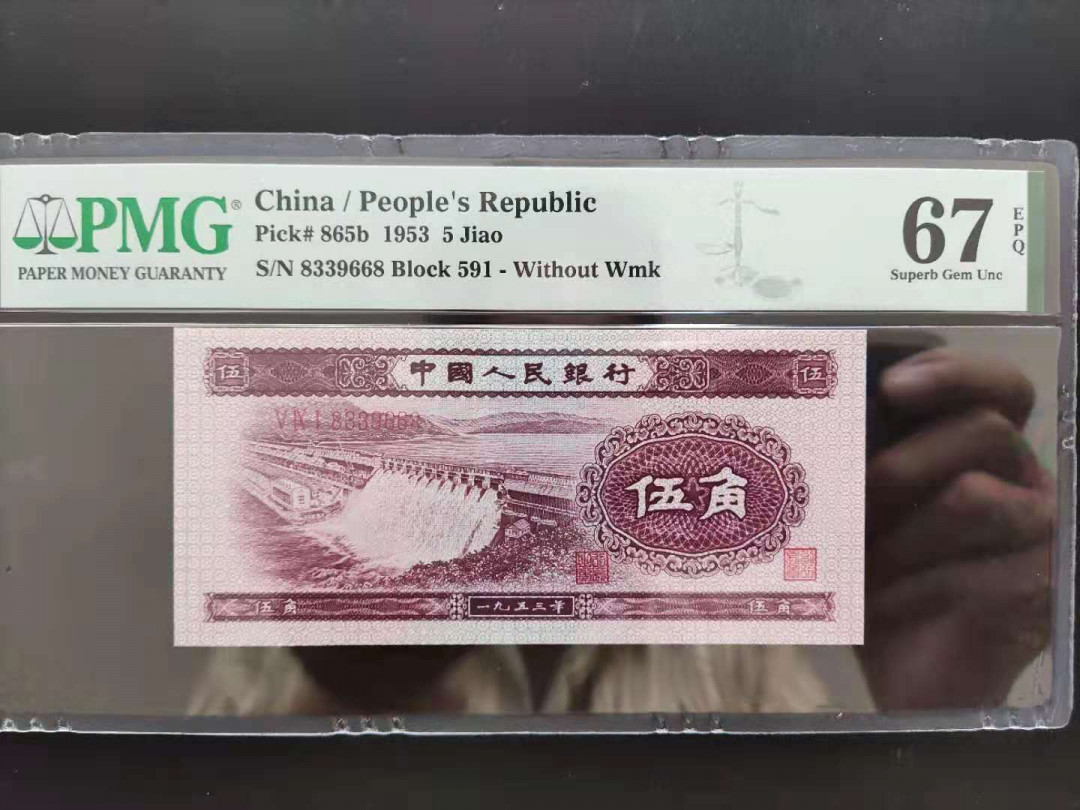 PMG®
PAPER MONEY GUARANTY
China / People's Republic
Pick# 865b 1953 5 Jiao
S/N 8339668 Block 591 - Without Wmk
67
EPQ
Superb Gem Unc
伍 中國人民銀行 伍
V IX I 8339668
伍角
伍角 一九五三年 伍角